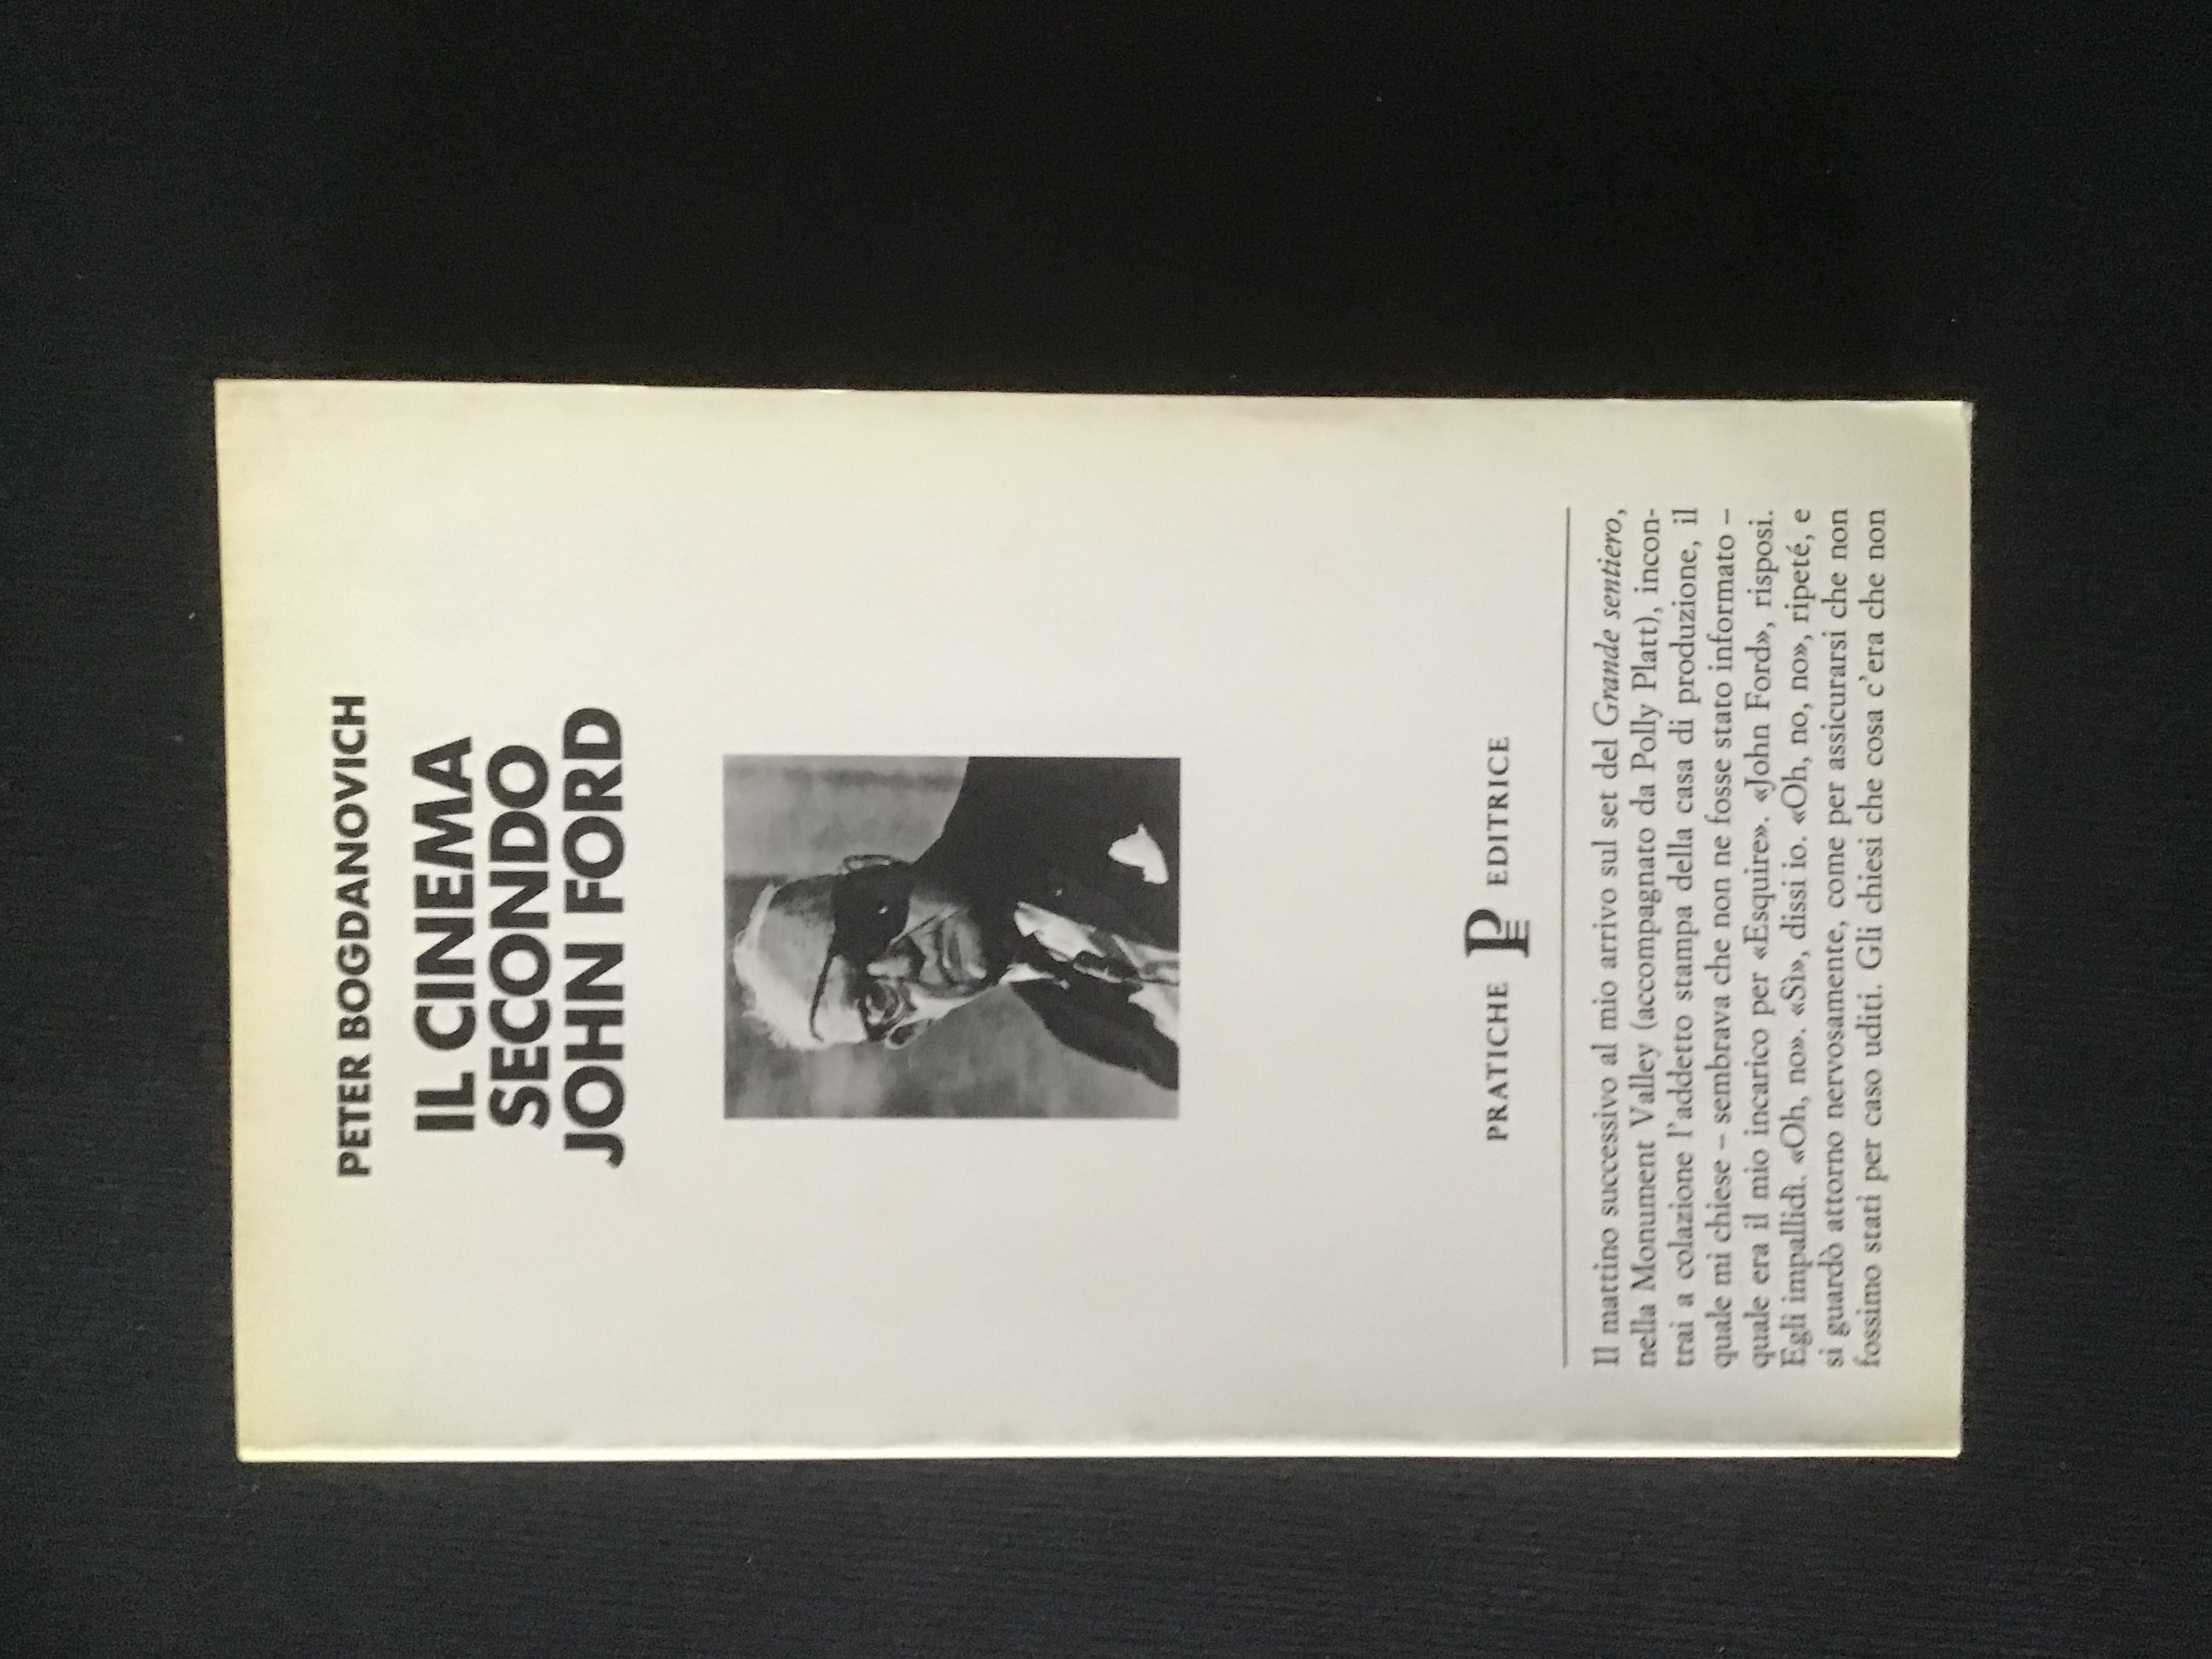 PETER BOGDANOVICH
IL CINEMA
SECONDO
JOHN FORD
PRATICHE PE EDITRICE
Il mattino successivo al mio arrivo sul set del Grande sentiero,
nella Monument Valley (accompagnato da Polly Platt), incon-
trai a colazione l'addetto stampa della casa di produzione, il
quale mi chiese – sembrava che non ne fosse stato informato –
quale era il mio incarico per «Esquire». «John Ford», risposi.
Egli impallidì. «Oh, no». «Sì», dissi io. «Oh, no, no», ripeté, e
si guardò attorno nervosamente, come per assicurarsi che non
fossimo stati per caso uditi. Gli chiesi che cosa c'era che non